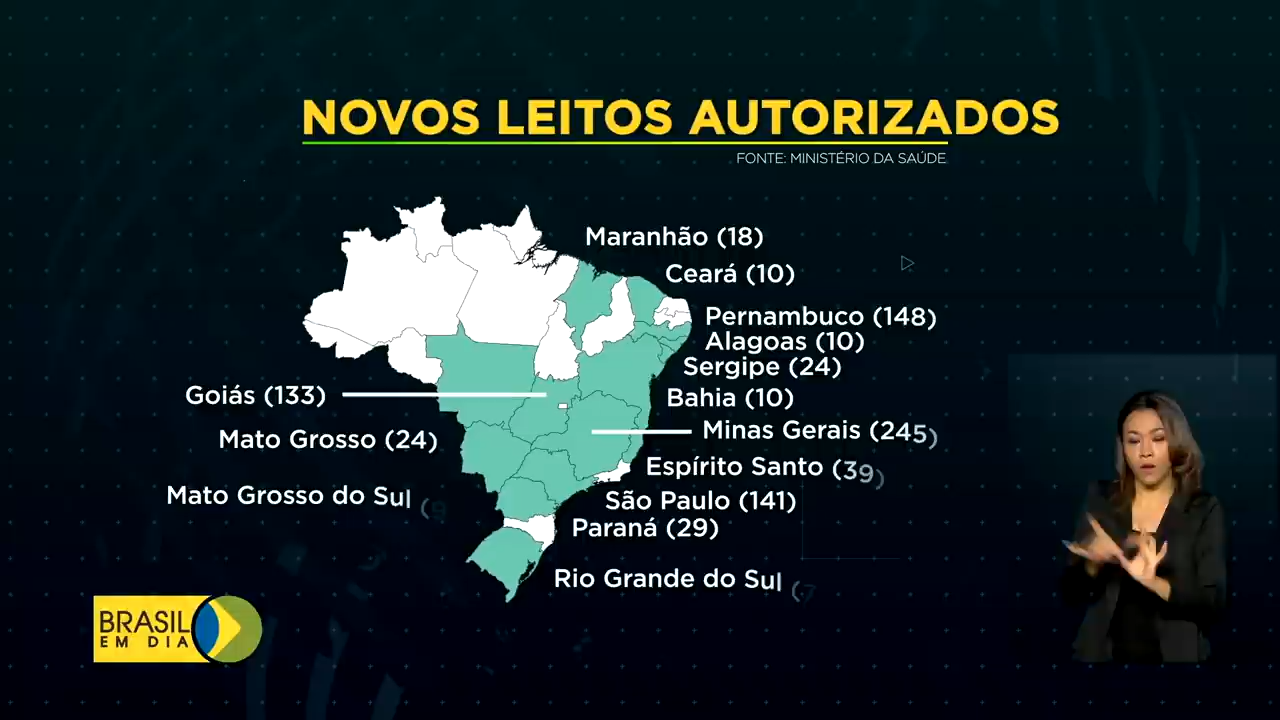 NOVOS LEITOS AUTORIZADOS
FONTE: MINISTÉRIO DA SAÚDE
Maranhão (18)
Ceará (10)
Pernambuco (148)
Alagoas (10)
Sergipe (24)
Goiás (133)
Bahia (10)
Minas Gerais (245)
Mato Grosso (24)
Espírito Santo (39)
Mato Grosso do Sul
São Paulo (141)
Paraná (29)
Rio Grande do Sul
BRASIL
EM DIA